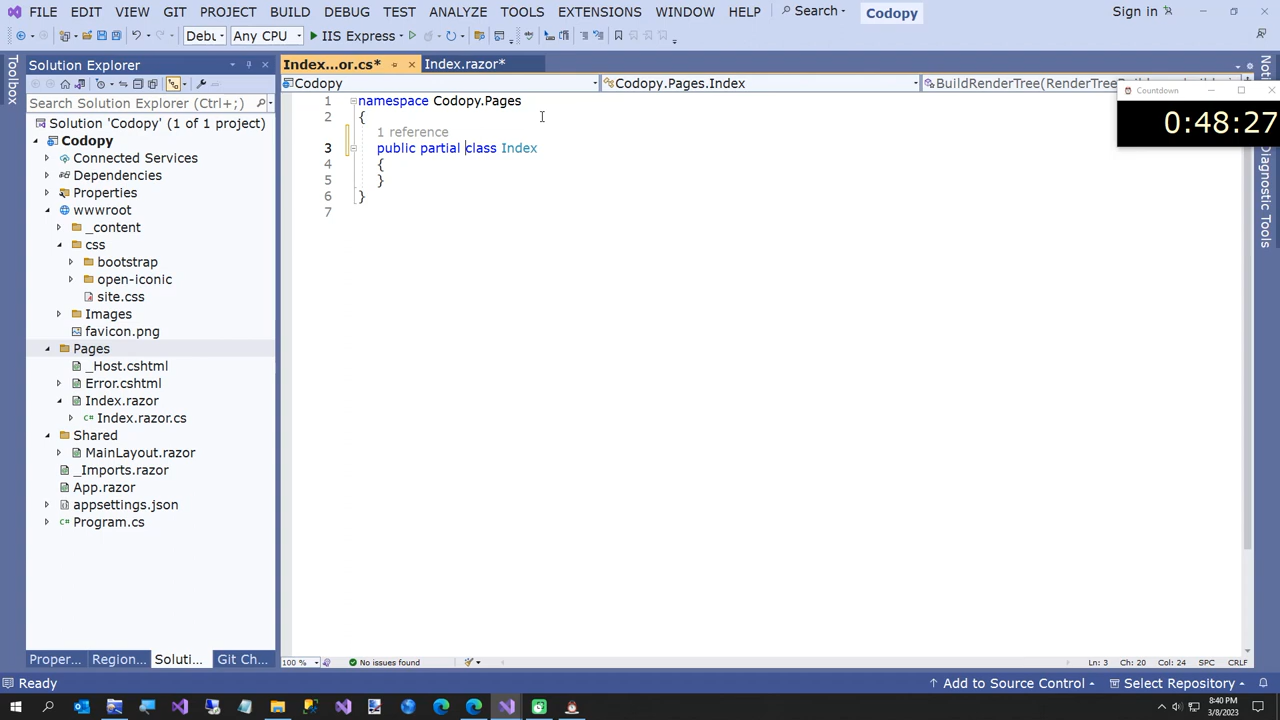 FILE EDIT VIEW GIT PROJECT BUILD DEBUG TEST ANALYZE TOOLS EXTENSIONS WINDOW HELP Search Codopy Sign in
Debu Any CPU IIS Express
Toolbox
Solution Explorer
Search Solution Explorer (Ctrl+;)
Solution 'Codopy' (1 of 1 project)
Codopy
Connected Services
Dependencies
Properties
wwwroot
_content
css
bootstrap
open-iconic
site.css
Images
favicon.png
Pages
_Host.cshtml
Error.cshtml
Index.razor
Index.razor.cs
Shared
MainLayout.razor
_Imports.razor
App.razor
appsettings.json
Program.cs
Proper... Region... Soluti... Git Ch...
Index...or.cs* Index.razor*
Codopy Codopy.Pages.Index BuildRenderTree(RenderTree
1 namespace Codopy.Pages
2 {
1 reference
3 public partial class Index
4 {
5 }
6 }
7
Countdown
0:48:27
Diagnostic Tools
100 % No issues found Ln: 3 Ch: 20 Col: 24 SPC CRLF
Ready Add to Source Control Select Repository
8:40 PM
3/8/2023